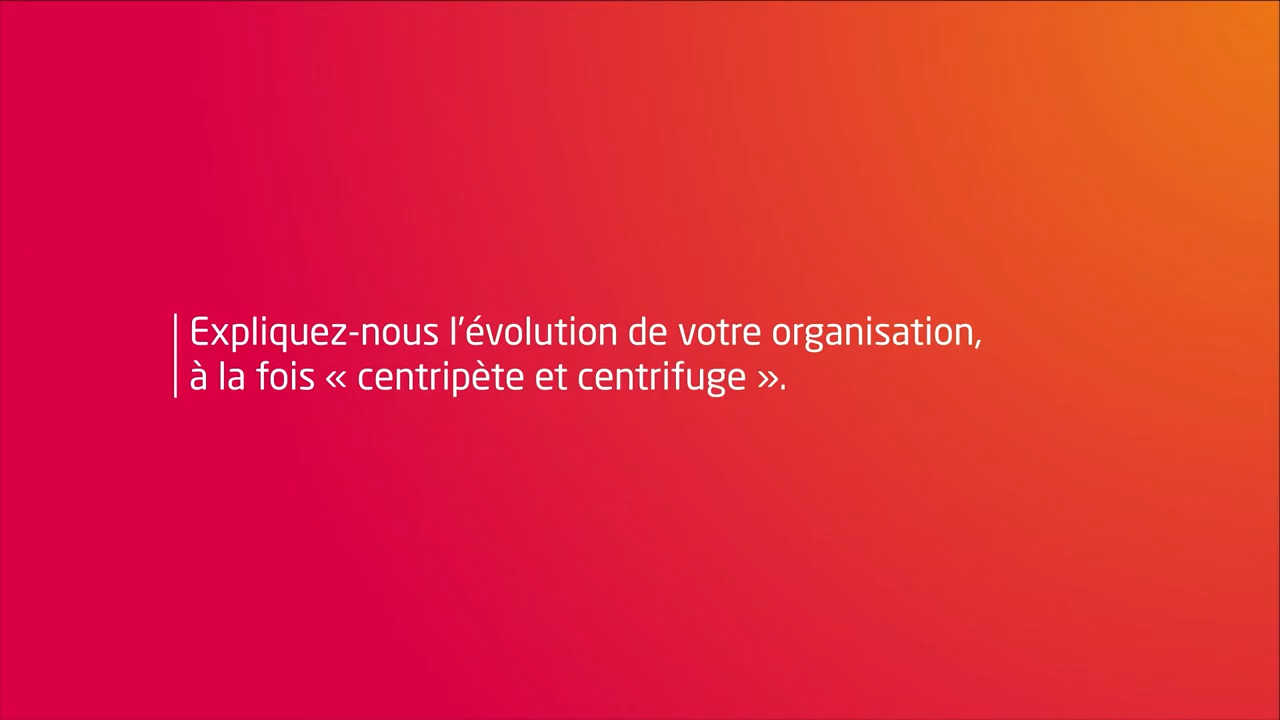 Expliquez-nous l’évolution de votre organisation,
à la fois « centripète et centrifuge ».